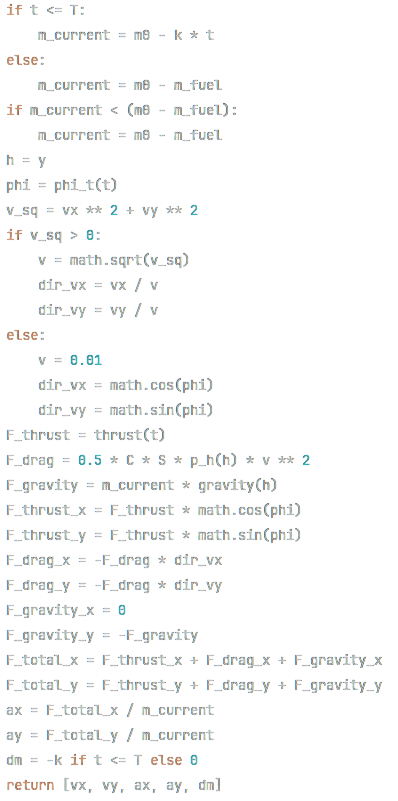 if t <= T:
    m_current = m0 - k * t
else:
    m_current = m0 - m_fuel
if m_current < (m0 - m_fuel):
    m_current = m0 - m_fuel
h = y
phi = phi_t(t)
v_sq = vx ** 2 + vy ** 2
if v_sq > 0:
    v = math.sqrt(v_sq)
    dir_vx = vx / v
    dir_vy = vy / v
else:
    v = 0.01
    dir_vx = math.cos(phi)
    dir_vy = math.sin(phi)
F_thrust = thrust(t)
F_drag = 0.5 * C * S * p_h(h) * v ** 2
F_gravity = m_current * gravity(h)
F_thrust_x = F_thrust * math.cos(phi)
F_thrust_y = F_thrust * math.sin(phi)
F_drag_x = -F_drag * dir_vx
F_drag_y = -F_drag * dir_vy
F_gravity_x = 0
F_gravity_y = -F_gravity
F_total_x = F_thrust_x + F_drag_x + F_gravity_x
F_total_y = F_thrust_y + F_drag_y + F_gravity_y
ax = F_total_x / m_current
ay = F_total_y / m_current
dm = -k if t <= T else 0
return [vx, vy, ax, ay, dm]